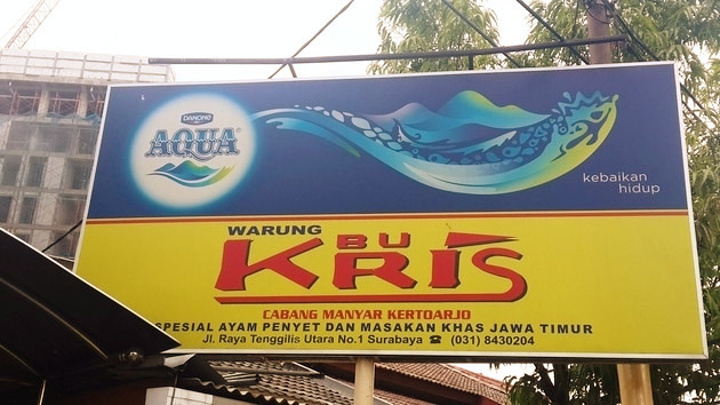 DANONE
AQUA®
kebaikan
hidup
WARUNG
BU
KRIS
CABANG MANYAR KERTOARJO
SPESIAL AYAM PENYET DAN MASAKAN KHAS JAWA TIMUR
Jl. Raya Tenggilis Utara No.1 Surabaya ☎ (031) 8430204